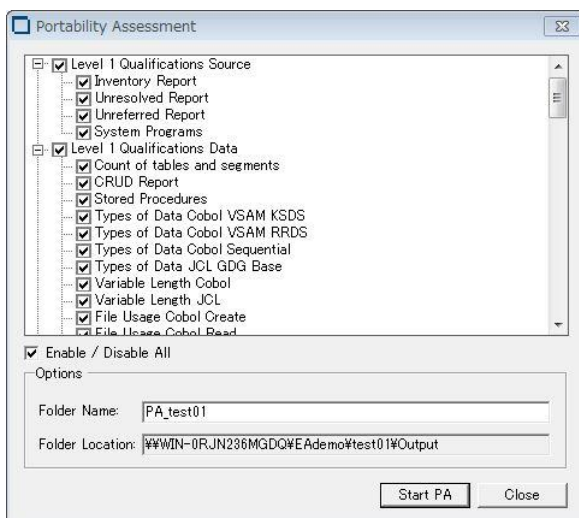 Portability Assessment
Level 1 Qualifications Source
Inventory Report
Unresolved Report
Unreferred Report
System Programs
Level 1 Qualifications Data
Count of tables and segments
CRUD Report
Stored Procedures
Types of Data Cobol VSAM KSDS
Types of Data Cobol VSAM RRDS
Types of Data Cobol Sequential
Types of Data JCL GDG Base
Variable Length Cobol
Variable Length JCL
File Usage Cobol Create
File Usage Cobol Read
Enable / Disable All
Options
Folder Name: PA_test01
Folder Location: ¥¥WIN-0RJN236MGDQ¥EAdemo¥test01¥Output
Start PA Close